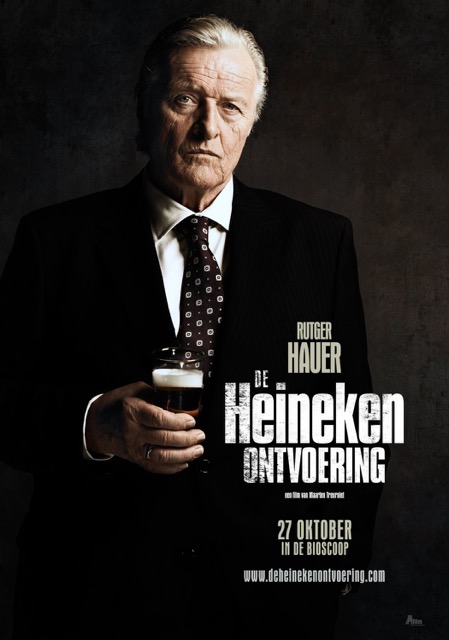 RUTGER
HAUER
DE
Heineken
ONTVOERING
een film van Maarten Treurniet
27 OKTOBER
IN DE BIOSCOOP
www.deheinekenontvoering.com